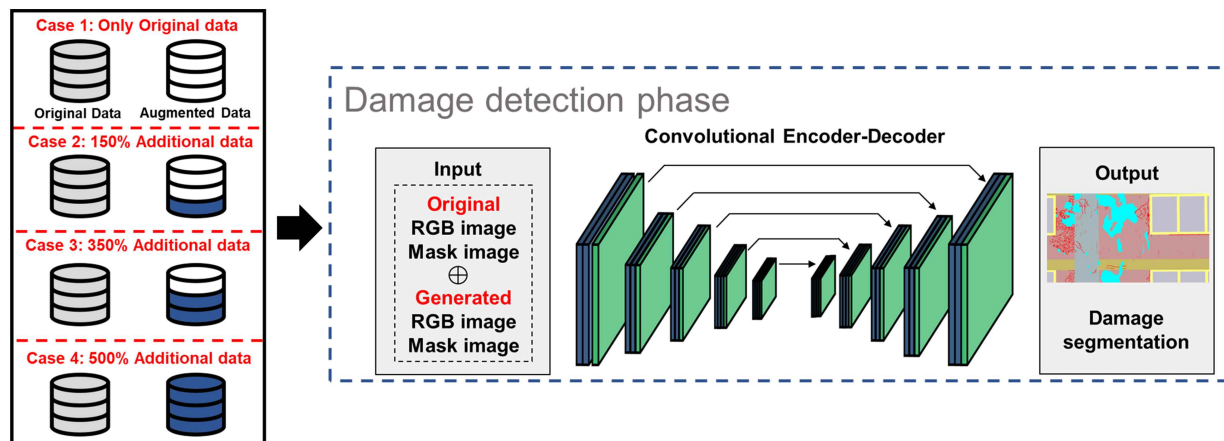 Case 1: Only Original data
Original Data
Augmented Data
Case 2: 150% Additional data
Case 3: 350% Additional data
Case 4: 500% Additional data
Damage detection phase
Convolutional Encoder-Decoder
Input
Original
RGB image
Mask image
⊕
Generated
RGB image
Mask image
Output
Damage
segmentation